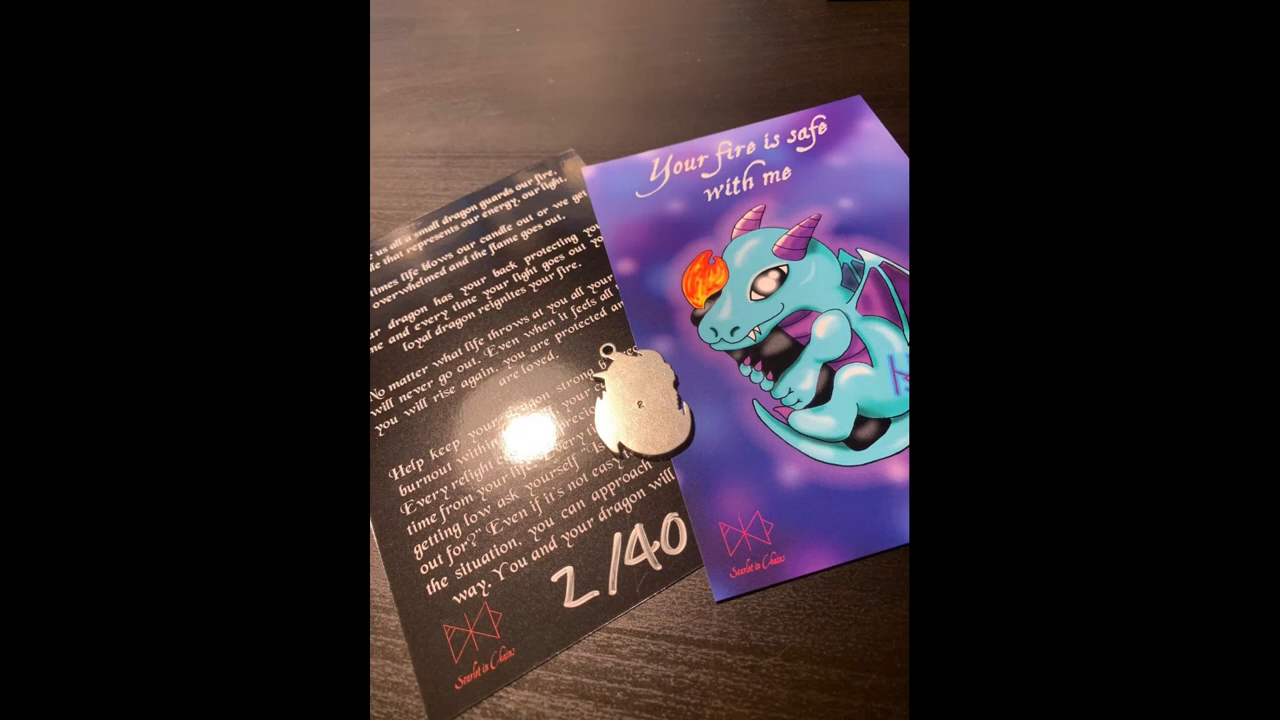 us all a small dragon guards our fire.
that represents our energy, our light.
times life blows our candle out or we get
overwhelmed and the flame goes out.
dragon has your back protecting
and every time your light goes out
loyal dragon reignites your fire.
No matter what life throws at you all your
will never go out. Even when it feels all
you will rise again, you are protected
are loved.
Help keep your dragon strong
burnout within
Every relight
time from your life. Every
getting low ask yourself "Is
out for?" Even if it's not easy
the situation, you can approach
way. You and your dragon will
2/40
Scarlet in Chains
Your fire is safe
with me
Scarlet in Chains
2